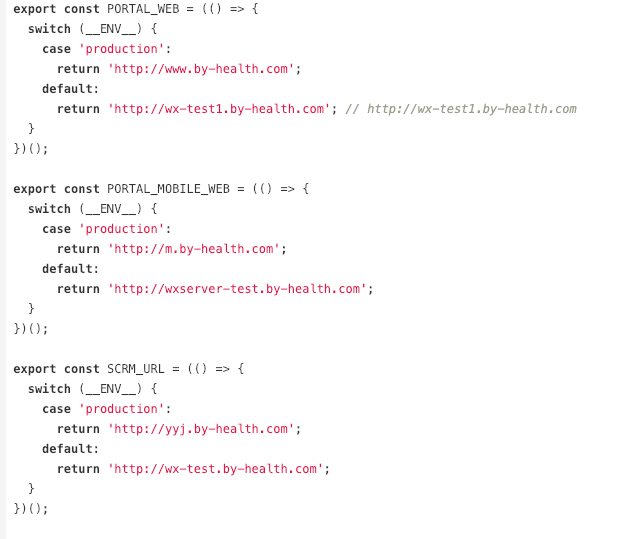 export const PORTAL_WEB = (() => {
  switch (__ENV__) {
    case 'production':
      return 'http://www.by-health.com';
    default:
      return 'http://wx-test1.by-health.com'; // http://wx-test1.by-health.com
  }
})();

export const PORTAL_MOBILE_WEB = (() => {
  switch (__ENV__) {
    case 'production':
      return 'http://m.by-health.com';
    default:
      return 'http://wxserver-test.by-health.com';
  }
})();

export const SCRM_URL = (() => {
  switch (__ENV__) {
    case 'production':
      return 'http://yyj.by-health.com';
    default:
      return 'http://wx-test.by-health.com';
  }
})();